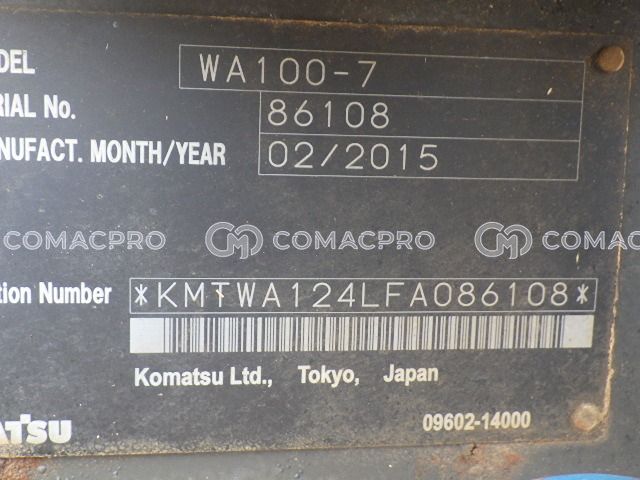 DEL WA100-7
RIAL No. 86108
NUFACT. MONTH/YEAR 02/2015
COMACPRO COMACPRO COMACPRO
tion Number *KMTWA124LFA086108*
Komatsu Ltd., Tokyo, Japan
ATSU 09602-14000